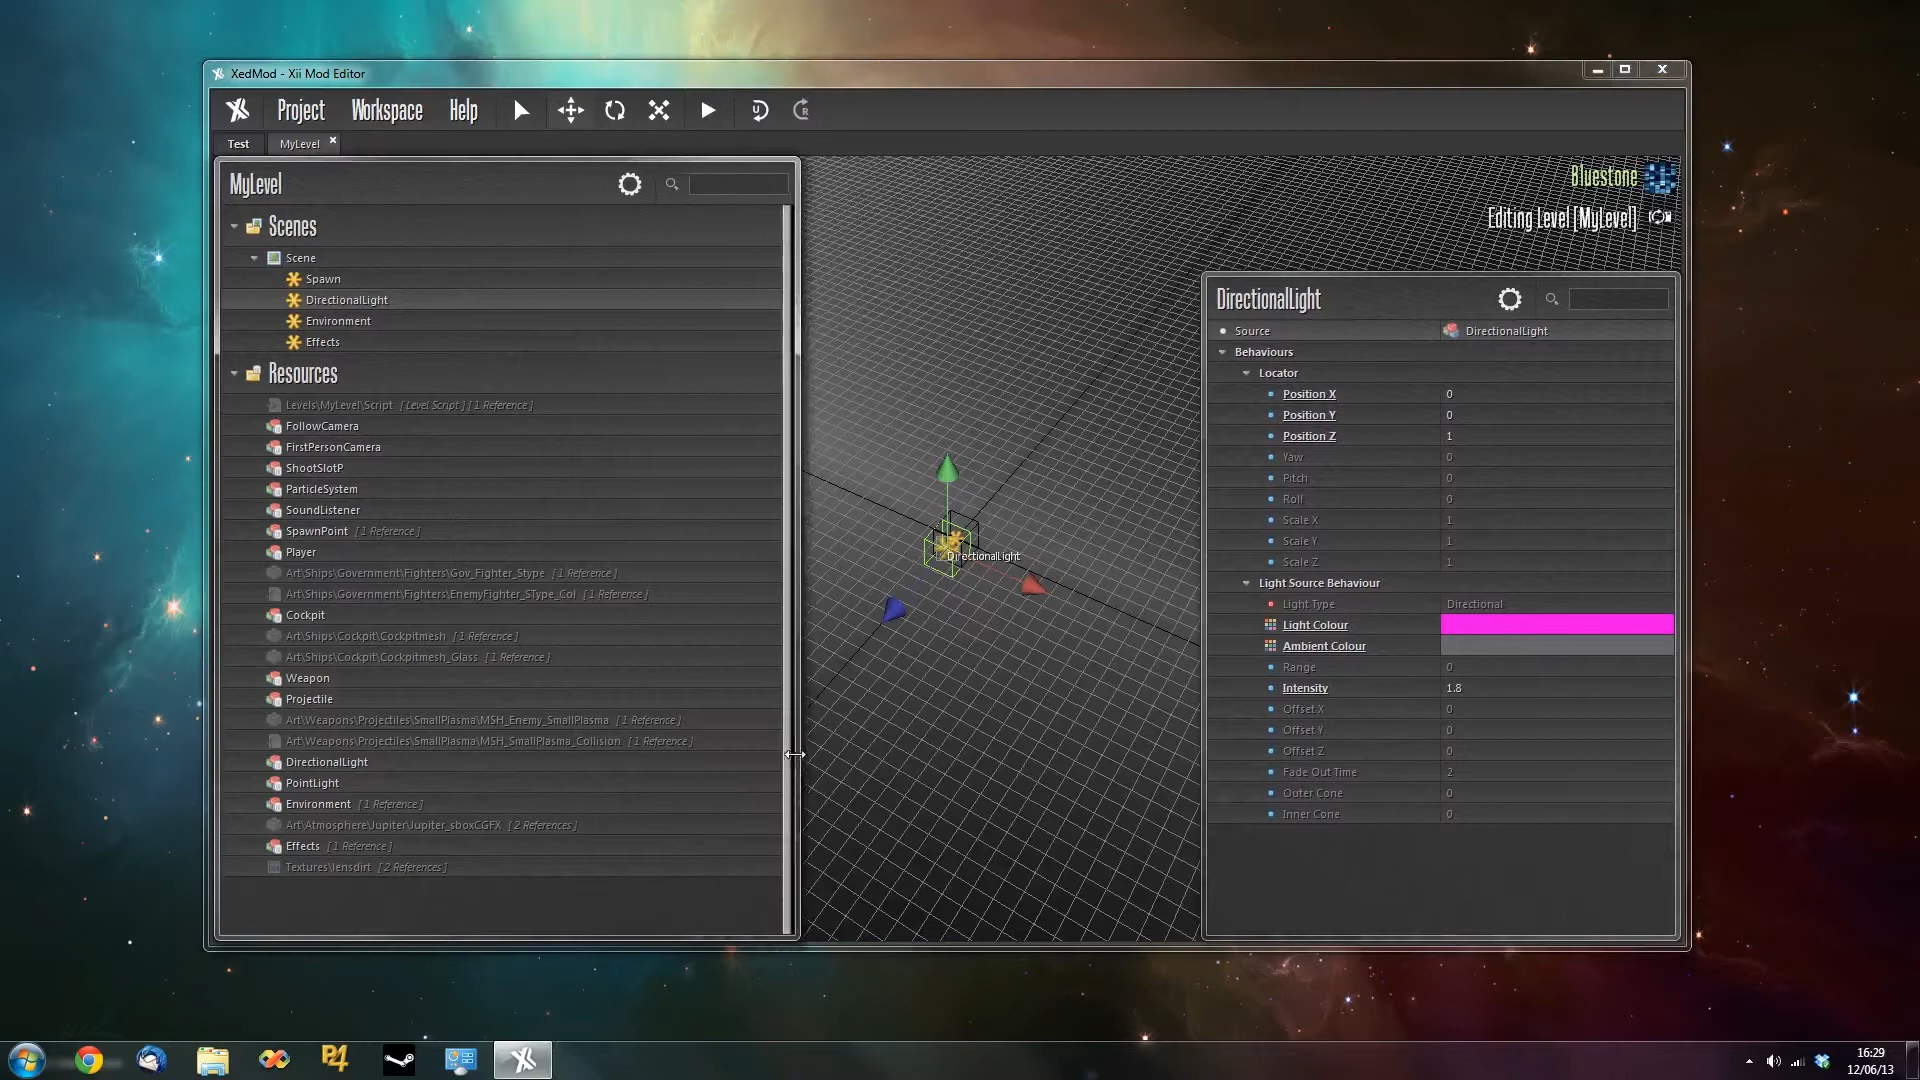 XedMod - Xii Mod Editor
Project Workspace Help
Test MyLevel
MyLevel
Scenes
Scene
Spawn
DirectionalLight
Environment
Effects
Resources
Levels\MyLevel\Script [ Level Script ] [ 1 Reference ]
FollowCamera
FirstPersonCamera
ShootSlotP
ParticleSystem
SoundListener
SpawnPoint [ 1 Reference ]
Player
Art\Ships\Government\Fighters\Gov_Fighter_Stype [ 1 Reference ]
Art\Ships\Government\Fighters\EnemyFighter_SType_Col [ 1 Reference ]
Cockpit
Art\Ships\Cockpit\Cockpitmesh [ 1 Reference ]
Art\Ships\Cockpit\Cockpitmesh_Glass [ 1 Reference ]
Weapon
Projectile
Art\Weapons\Projectiles\SmallPlasma\MSH_Enemy_SmallPlasma [ 1 Reference ]
Art\Weapons\Projectiles\SmallPlasma\MSH_SmallPlasma_Collision [ 1 Reference ]
DirectionalLight
PointLight
Environment [ 1 Reference ]
Art\Atmosphere\Jupiter\Jupiter_sboxCGFX [ 2 References ]
Effects [ 1 Reference ]
Textures\lensdirt [ 2 References ]
DirectionalLight
Bluestone
Editing Level [MyLevel]
DirectionalLight
Source DirectionalLight
Behaviours
Locator
Position X 0
Position Y 0
Position Z 1
Yaw 0
Pitch 0
Roll 0
Scale X 1
Scale Y 1
Scale Z 1
Light Source Behaviour
Light Type Directional
Light Colour
Ambient Colour
Range 0
Intensity 1.8
Offset X 0
Offset Y 0
Offset Z 0
Fade Out Time 2
Outer Cone 0
Inner Cone 0
P4
16:29
12/06/13